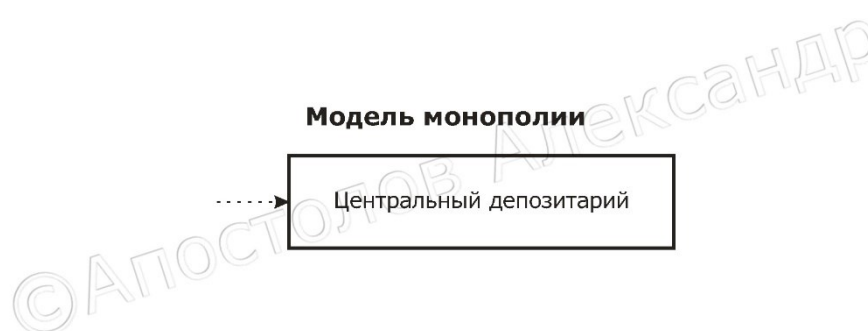 Модель монополии
Центральный депозитарий
©Апостолов Александр